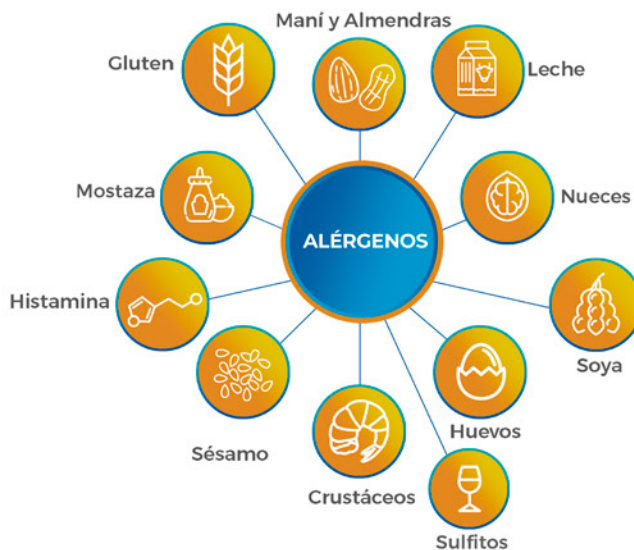 Maní y Almendras
Gluten
Leche
Mostaza
Nueces
ALÉRGENOS
Histamina
Soya
Huevos
Sésamo
Crustáceos
Sulfitos